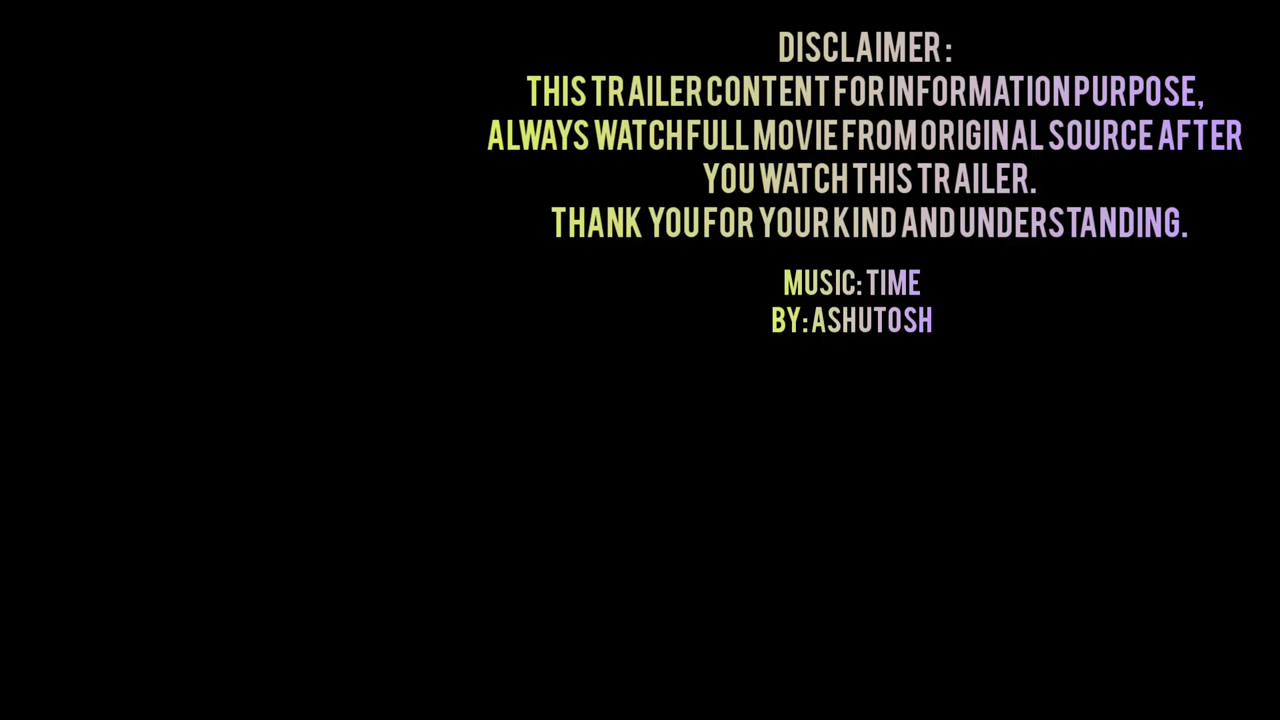 DISCLAIMER :
THIS TRAILER CONTENT FOR INFORMATION PURPOSE,
ALWAYS WATCH FULL MOVIE FROM ORIGINAL SOURCE AFTER
YOU WATCH THIS TRAILER.
THANK YOU FOR YOUR KIND AND UNDERSTANDING.
MUSIC: TIME
BY: ASHUTOSH